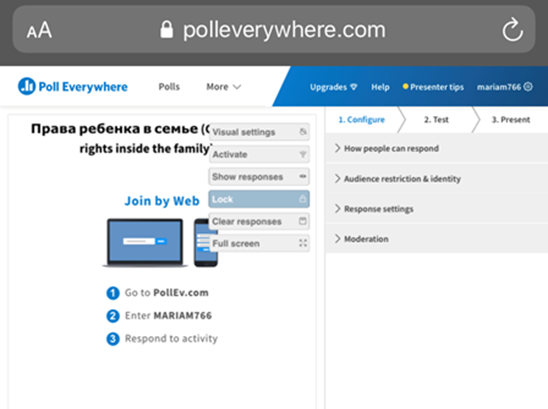 AA polleverywhere.com
Poll Everywhere Polls More Upgrades Help Presenter tips mariam766
1. Configure 2. Test 3. Present
Права ребенка в семье (
rights inside the family)
Visual settings
Activate
Show responses
Lock
Clear responses
Full screen
Join by Web
1 Go to PollEv.com
2 Enter MARIAM766
3 Respond to activity
How people can respond
Audience restriction & identity
Response settings
Moderation